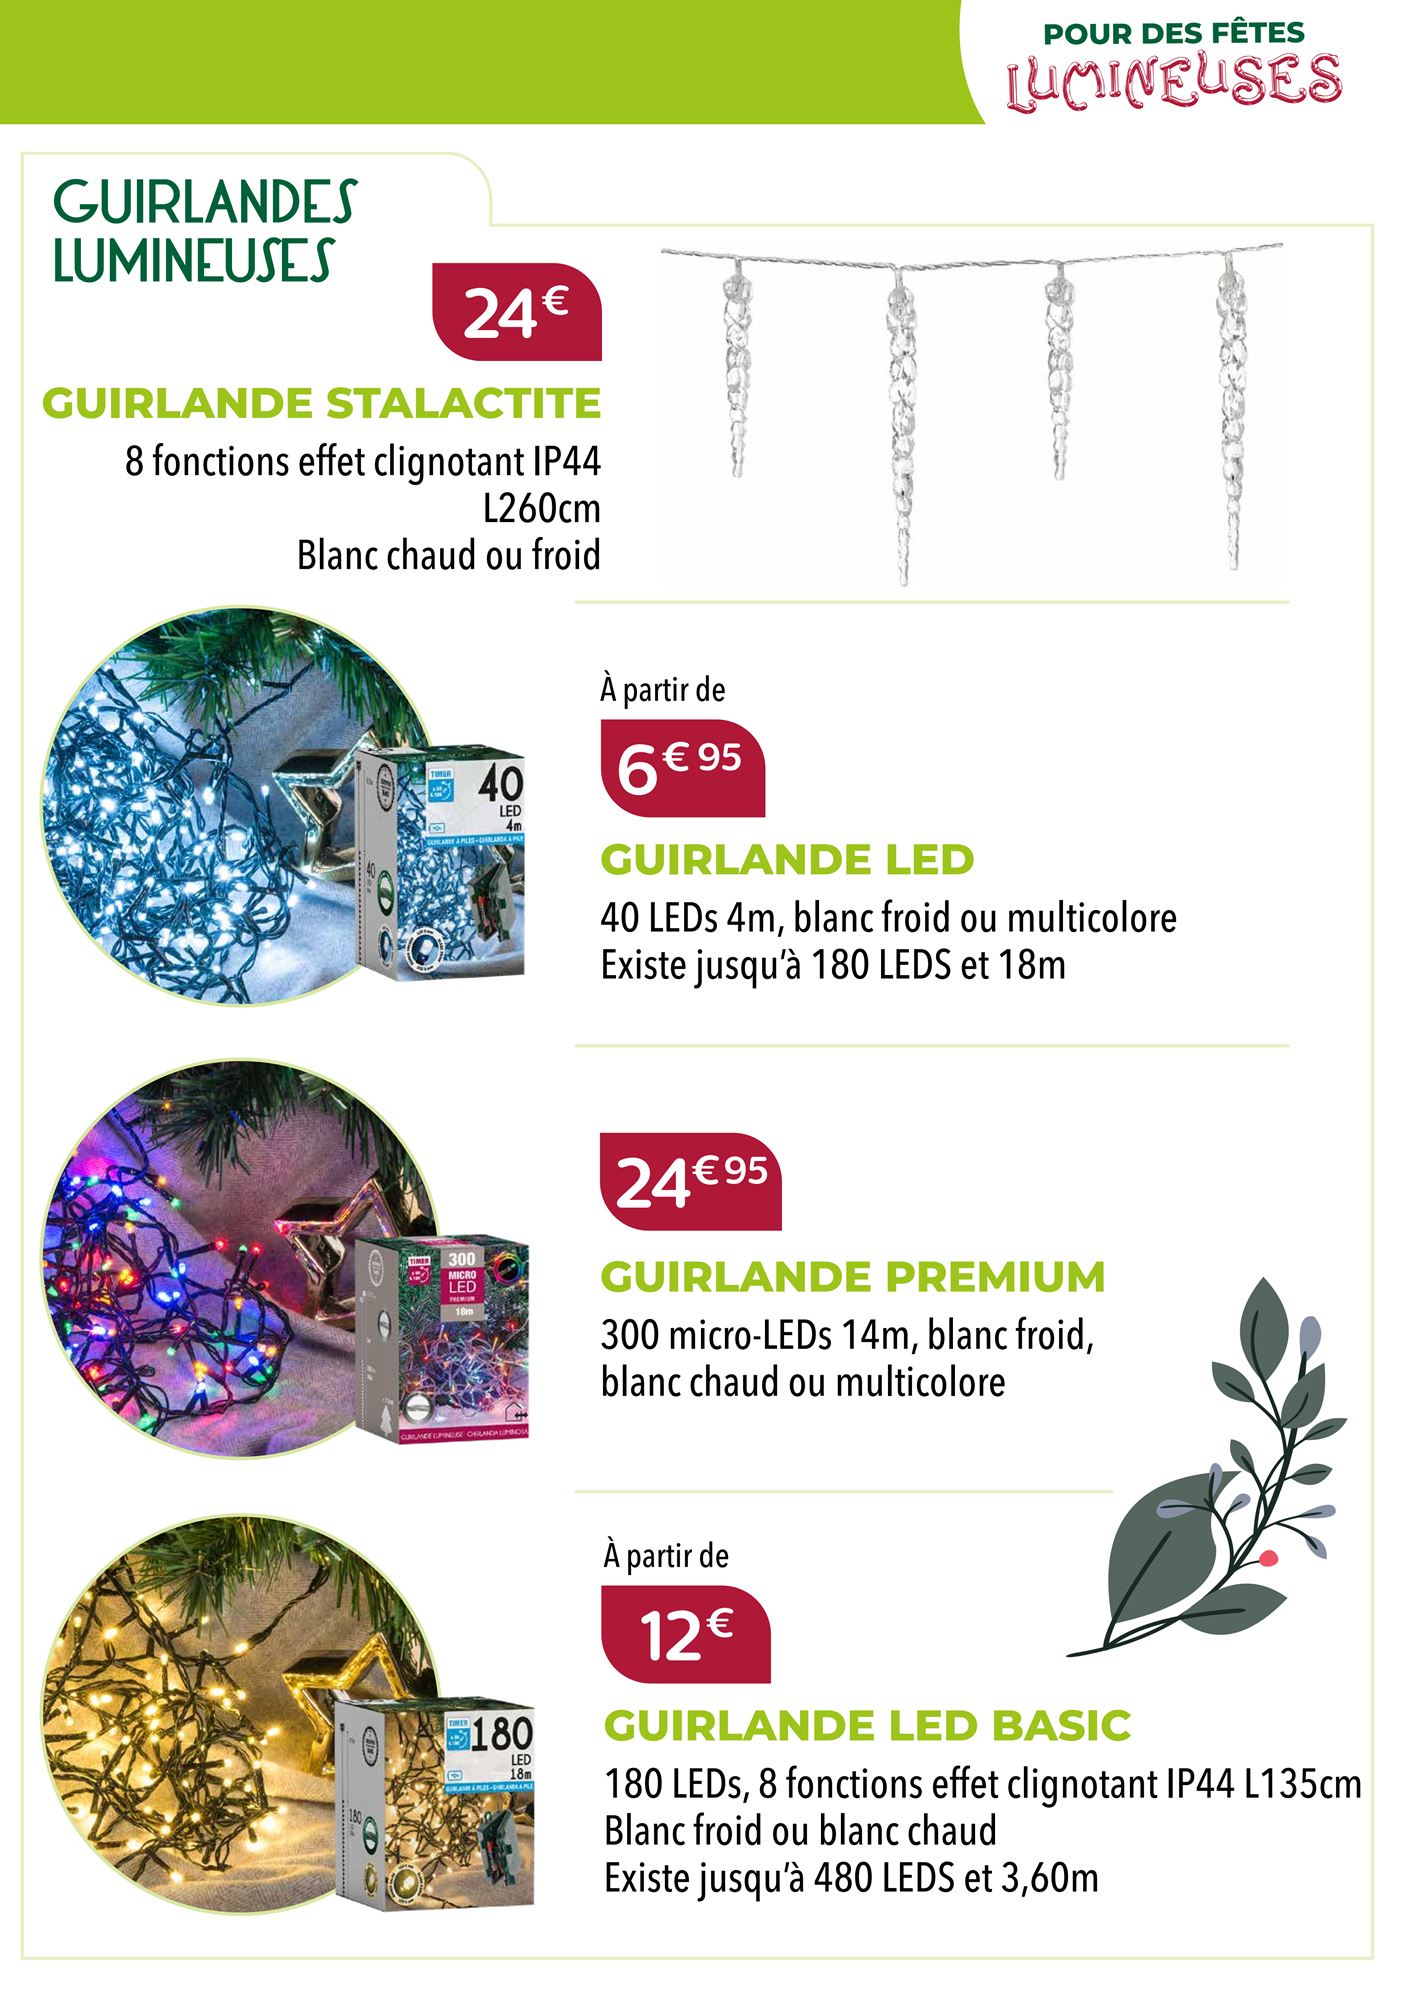 POUR DES FÊTES
LUMINEUSES
GUIRLANDES
LUMINEUSES
24€
GUIRLANDE STALACTITE
8 fonctions effet clignotant IP44
L260cm
Blanc chaud ou froid
À partir de
6€95
GUIRLANDE LED
40 LEDs 4m, blanc froid ou multicolore
Existe jusqu'à 180 LEDS et 18m
TIMER
40
LED
4m
GUIRLANDE À PILES - GHIRLANDA A PILE
40
24€95
GUIRLANDE PREMIUM
300 micro-LEDs 14m, blanc froid,
blanc chaud ou multicolore
TIMER
300
MICRO
LED
PREMIUM
18m
GUIRLANDE LUMINEUSE - GHIRLANDA LUMINOSA
À partir de
12€
GUIRLANDE LED BASIC
180 LEDs, 8 fonctions effet clignotant IP44 L135cm
Blanc froid ou blanc chaud
Existe jusqu'à 480 LEDS et 3,60m
TIMER
180
LED
18m
GUIRLANDE À PILES - GHIRLANDA A PILE
180